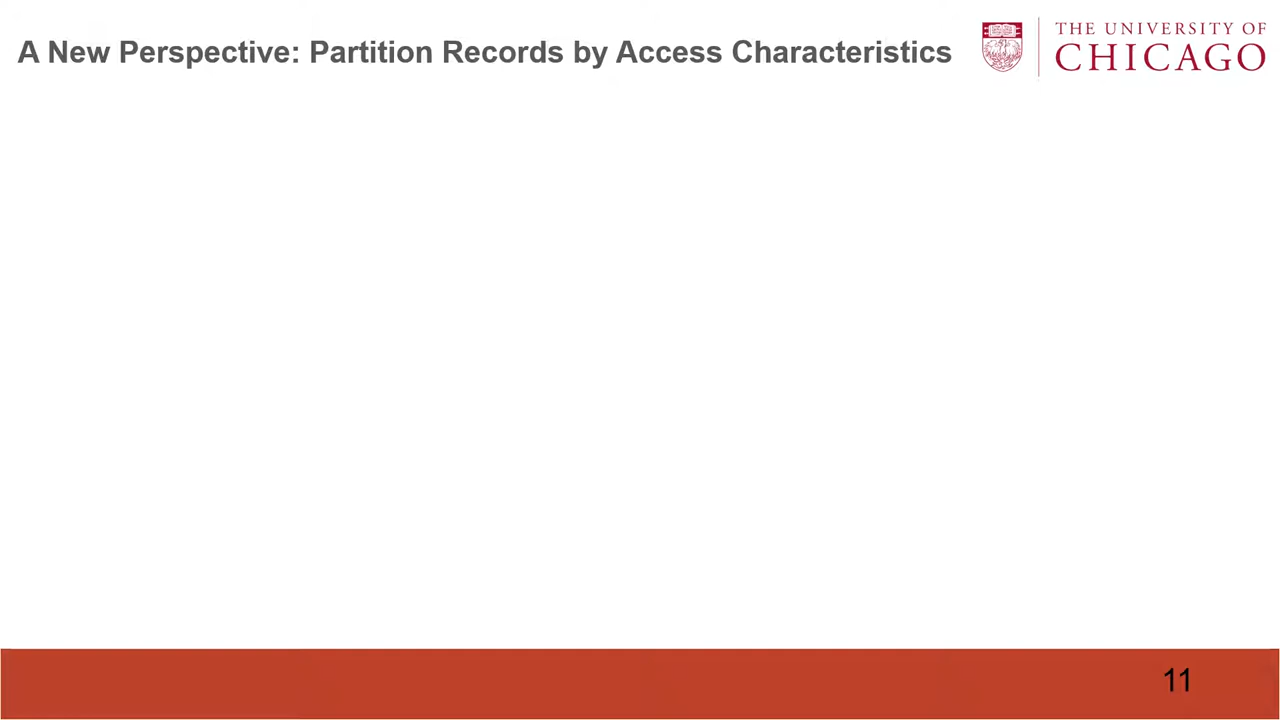 A New Perspective: Partition Records by Access Characteristics
THE UNIVERSITY OF
CHICAGO
11